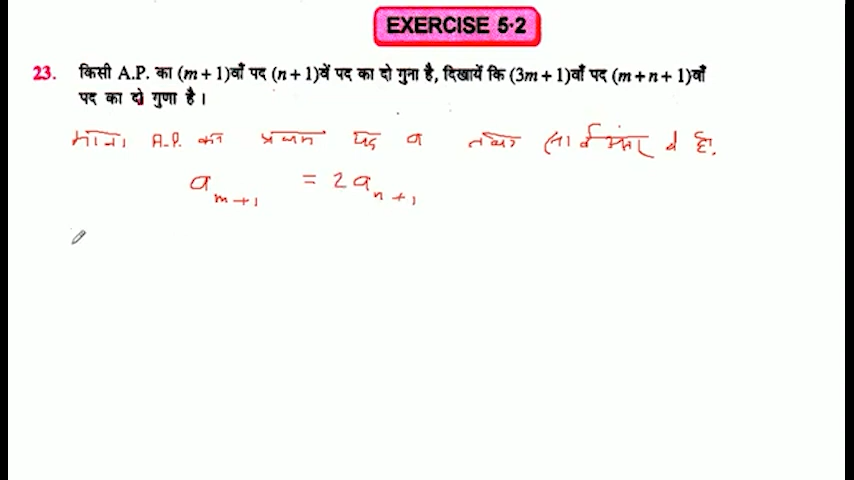 EXERCISE 5·2
23. किसी A.P. का (m + 1)वाँ पद (n + 1)वें पद का दो गुना है, दिखायें कि (3m + 1)वाँ पद (m + n + 1)वाँ
पद का दो गुणा है ।
माना A.P. का प्रथम पद a तथा सार्व अंतर d है.
a_{m+1} = 2a_{n+1}